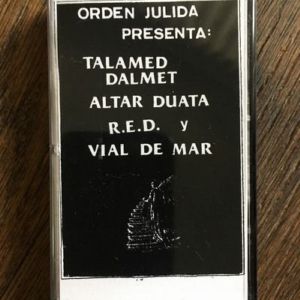 ORDEN JULIDA
PRESENTA:
TALAMED
DALMET
ALTAR DUATA
R.E.D. y
VIAL DE MAR